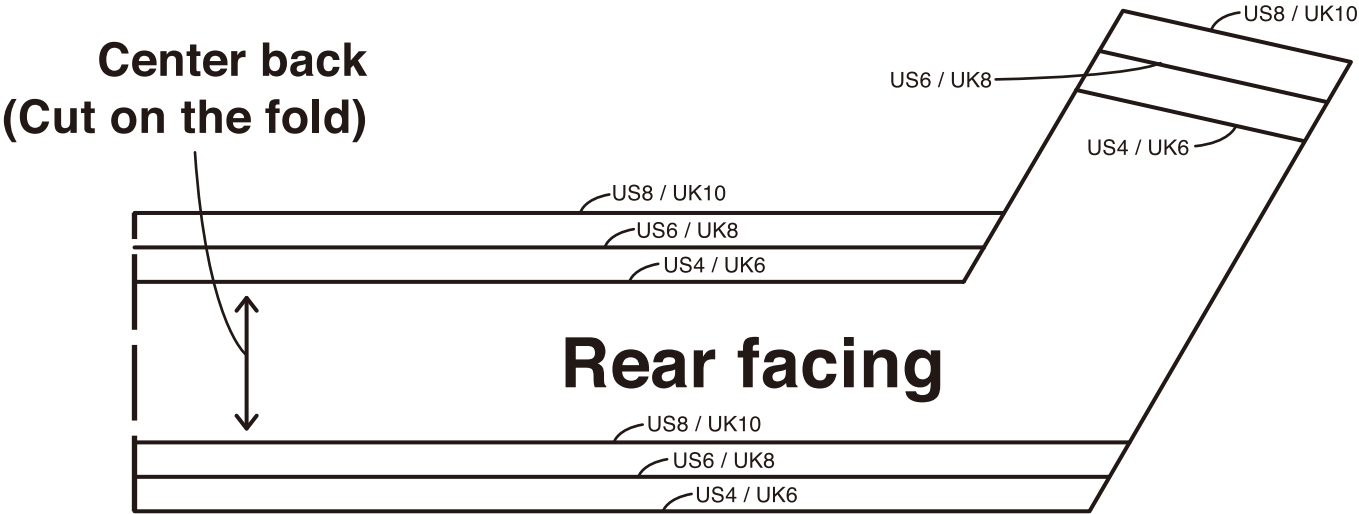 US8 / UK10
Center back
(Cut on the fold)
US6 / UK8
US4 / UK6
US8 / UK10
US6 / UK8
US4 / UK6
Rear facing
US8 / UK10
US6 / UK8
US4 / UK6